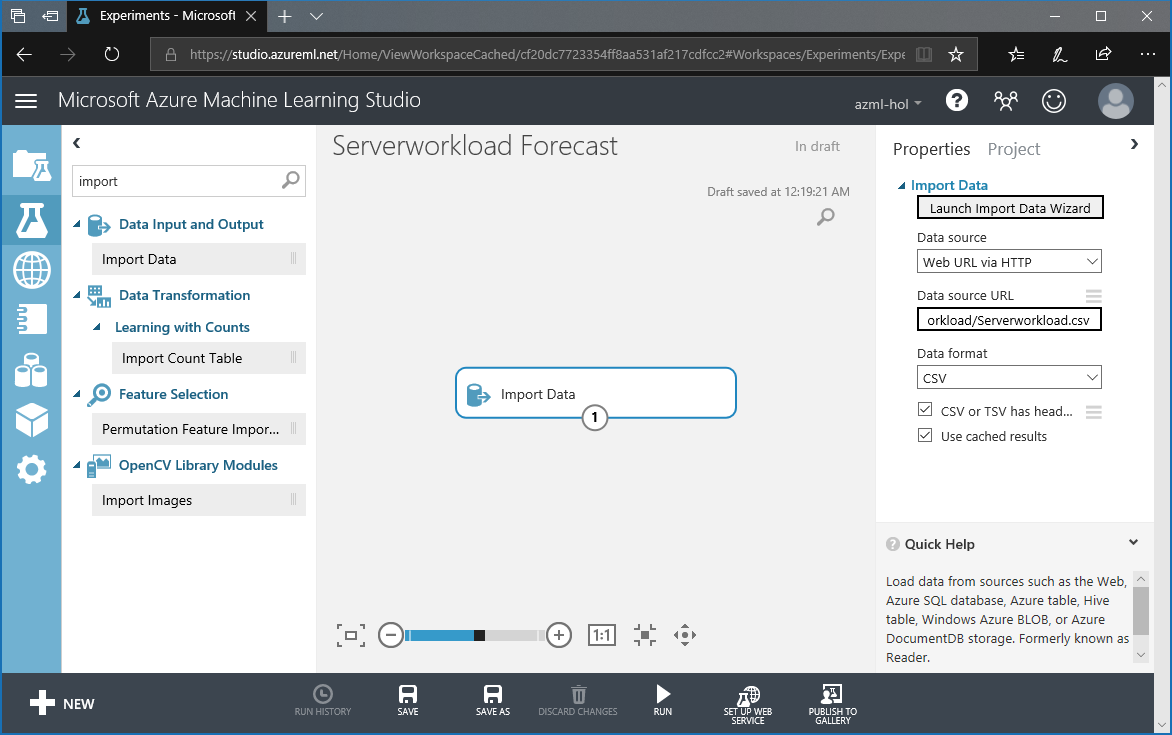 Experiments - Microsoft
https://studio.azureml.net/Home/ViewWorkspaceCached/cf20dc7723354ff8aa531af217cdfcc2#Workspaces/Experiments/Expe
Microsoft Azure Machine Learning Studio
azml-hol
?
import
Data Input and Output
Import Data
Data Transformation
Learning with Counts
Import Count Table
Feature Selection
Permutation Feature Impor...
OpenCV Library Modules
Import Images
Serverworkload Forecast
In draft
Draft saved at 12:19:21 AM
Import Data
1
1:1
Properties
Project
Import Data
Launch Import Data Wizard
Data source
Web URL via HTTP
Data source URL
orkload/Serverworkload.csv
Data format
CSV
CSV or TSV has head...
Use cached results
? Quick Help
Load data from sources such as the Web,
Azure SQL database, Azure table, Hive
table, Windows Azure BLOB, or Azure
DocumentDB storage. Formerly known as
Reader.
NEW
RUN HISTORY
SAVE
SAVE AS
DISCARD CHANGES
RUN
SET UP WEB
SERVICE
PUBLISH TO
GALLERY